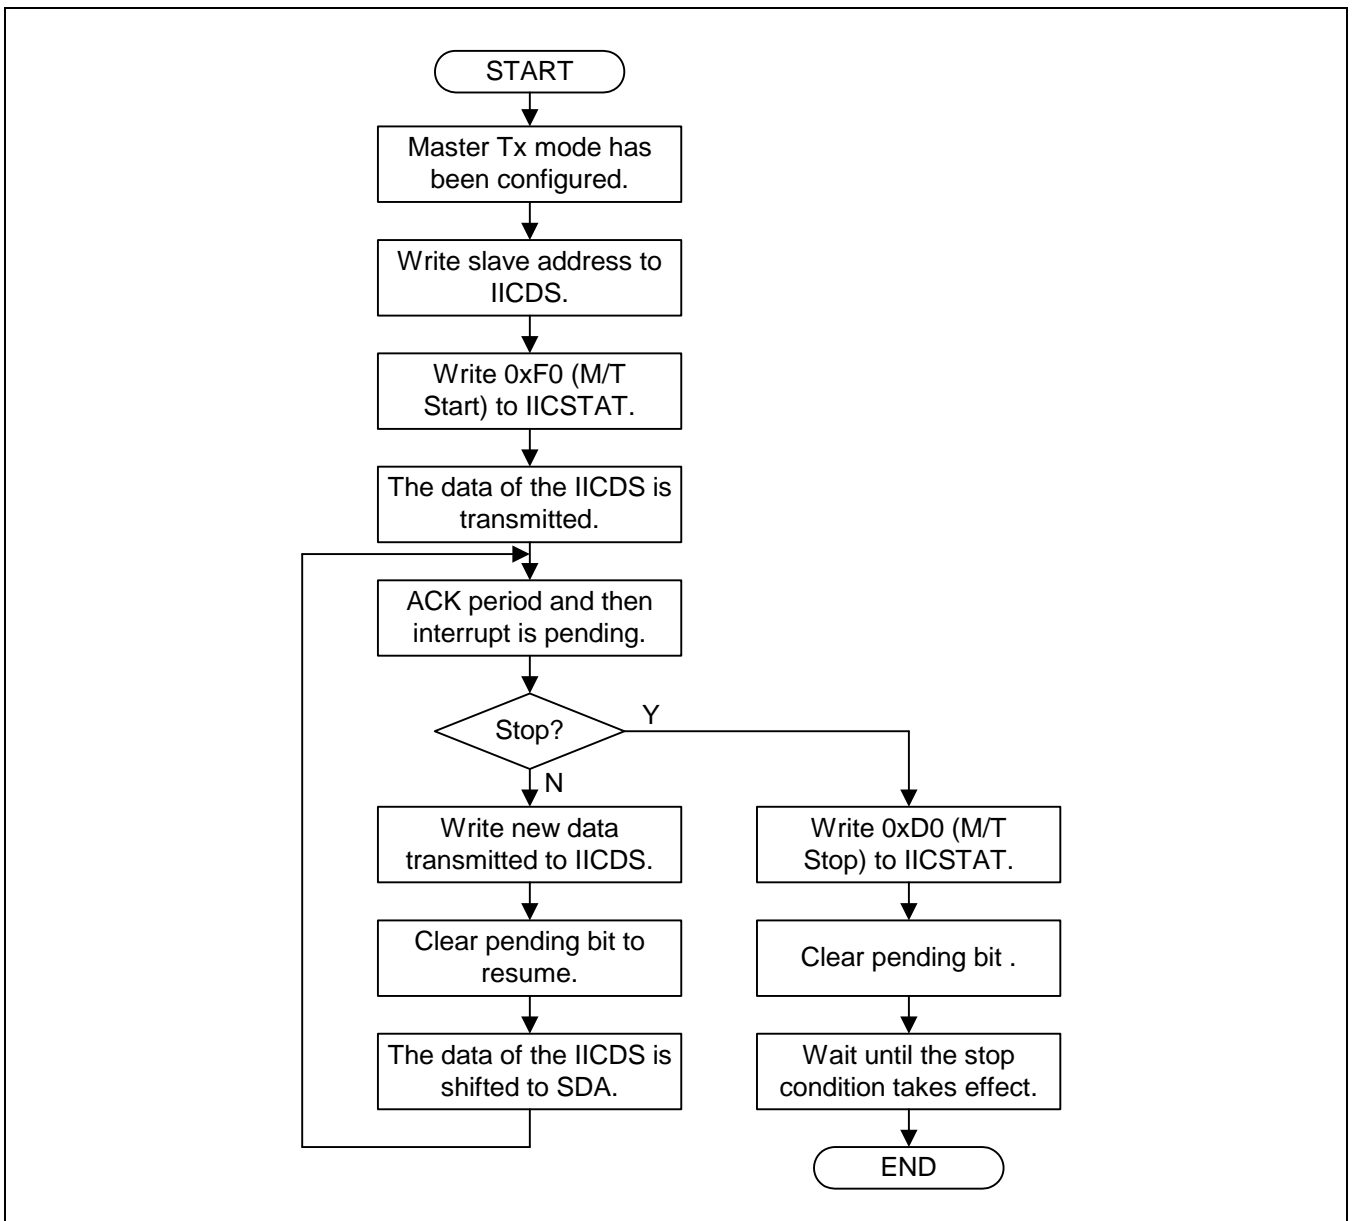 START
Master Tx mode has
been configured.
Write slave address to
IICDS.
Write 0xF0 (M/T
Start) to IICSTAT.
The data of the IICDS is
transmitted.
ACK period and then
interrupt is pending.
Stop?
Y
N
Write new data
transmitted to IICDS.
Clear pending bit to
resume.
The data of the IICDS is
shifted to SDA.
Write 0xD0 (M/T
Stop) to IICSTAT.
Clear pending bit .
Wait until the stop
condition takes effect.
END